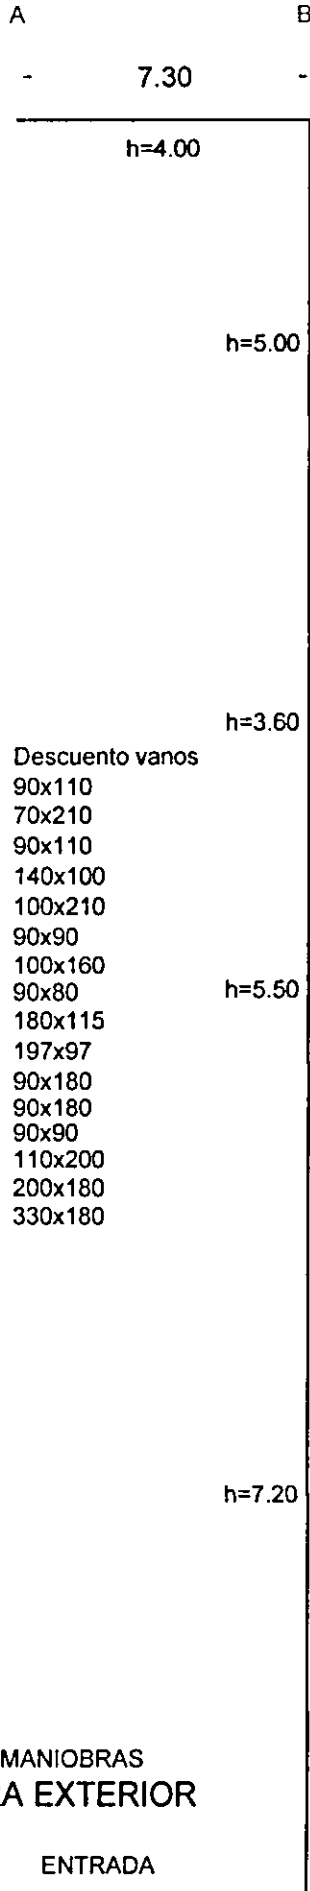 A B
- 7.30 -
h=4.00
h=5.00
h=3.60
Descuento vanos
90x110
70x210
90x110
140x100
100x210
90x90
100x160
90x80 h=5.50
180x115
197x97
90x180
90x180
90x90
110x200
200x180
330x180
h=7.20
MANIOBRAS
A EXTERIOR
ENTRADA